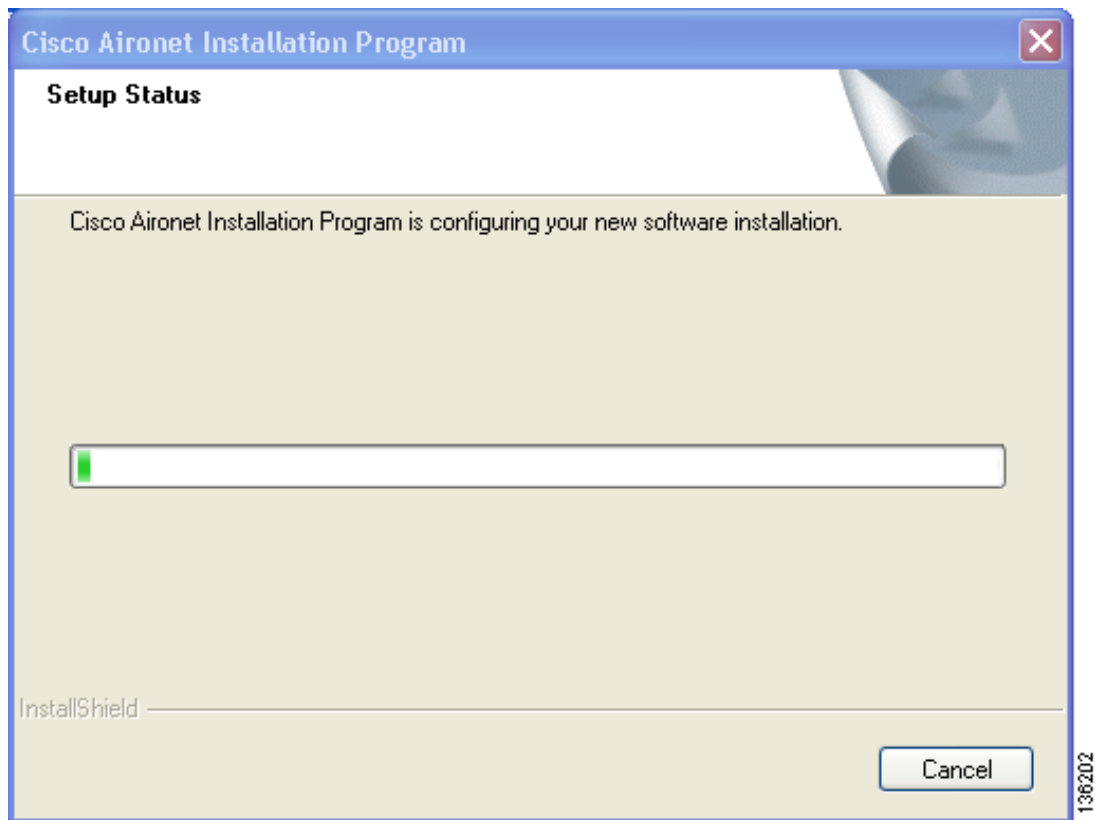 Cisco Aironet Installation Program
Setup Status
Cisco Aironet Installation Program is configuring your new software installation.
InstallShield
Cancel
136202